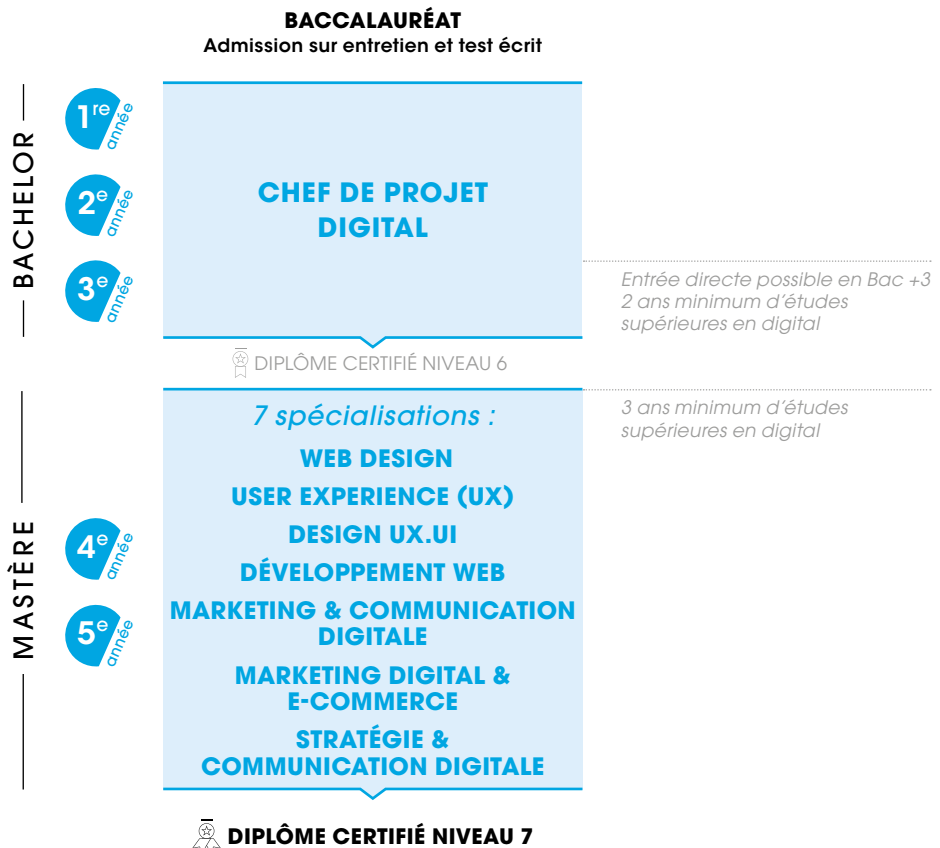 BACCALAURÉAT
Admission sur entretien et test écrit
BACHELOR
1re année
2e année
3e année
CHEF DE PROJET
DIGITAL
Entrée directe possible en Bac +3
2 ans minimum d'études
supérieures en digital
DIPLÔME CERTIFIÉ NIVEAU 6
MASTÈRE
4e année
5e année
7 spécialisations :
WEB DESIGN
USER EXPERIENCE (UX)
DESIGN UX.UI
DÉVELOPPEMENT WEB
MARKETING & COMMUNICATION
DIGITALE
MARKETING DIGITAL &
E-COMMERCE
STRATÉGIE &
COMMUNICATION DIGITALE
3 ans minimum d'études
supérieures en digital
DIPLÔME CERTIFIÉ NIVEAU 7